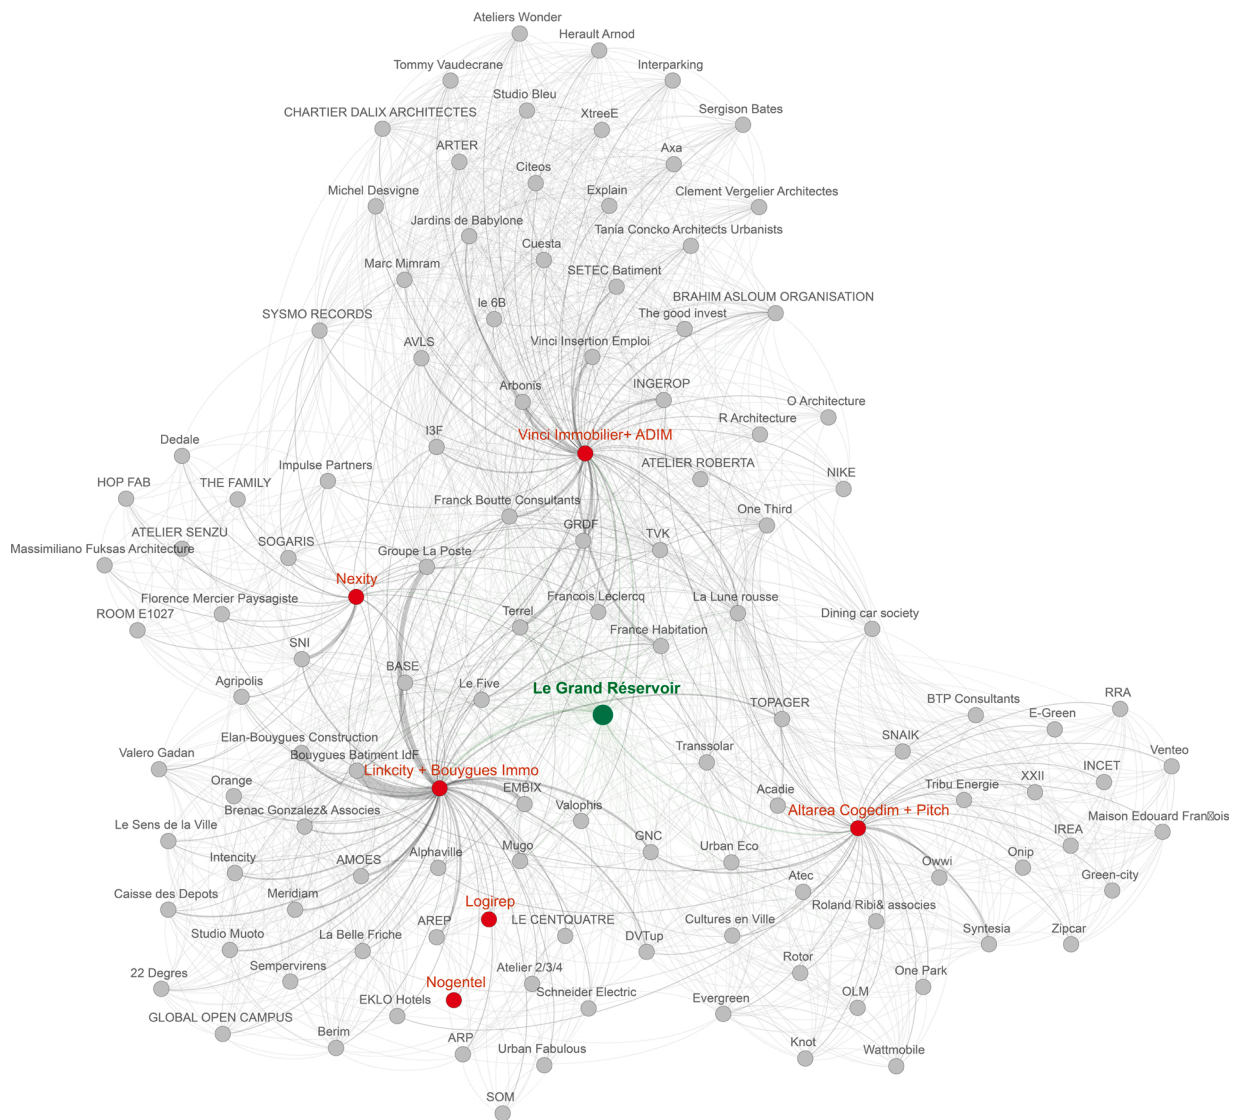 Ateliers Wonder
Herault Arnod
Tommy Vaudecrane
Interparking
Studio Bleu
CHARTIER DALIX ARCHITECTES
XtreeE
Sergison Bates
ARTER
Axa
Citeos
Michel Desvigne
Explain
Clement Vergelier Architectes
Jardins de Babylone
Tania Concko Architects Urbanists
Cuesta
Marc Mimram
SETEC Batiment
BRAHIM ASLOUM ORGANISATION
le 6B
The good invest
SYSMO RECORDS
AVLS
Vinci Insertion Emploi
Arbonis
INGEROP
O Architecture
R Architecture
I3F
Vinci Immobilier+ ADIM
Dedale
Impulse Partners
ATELIER ROBERTA
NIKE
HOP FAB
THE FAMILY
Franck Boutte Consultants
One Third
GRDF
TVK
ATELIER SENZU
SOGARIS
Massimiliano Fuksas Architecture
Groupe La Poste
Nexity
Florence Mercier Paysagiste
Francois Leclercq
La Lune rousse
ROOM E1027
Terrel
Dining car society
France Habitation
SNI
BASE
Agripolis
Le Five
Le Grand Réservoir
TOPAGER
BTP Consultants
RRA
E-Green
Elan-Bouygues Construction
Valero Gadan
Bouygues Batiment IdF
Transsolar
SNAIK
Venteo
Linkcity + Bouygues Immo
Orange
EMBIX
Acadie
Tribu Energie
XXII
INCET
Brenac Gonzalez& Associes
Valophis
Altarea Cogedim + Pitch
Maison Edouard Fran☒ois
Le Sens de la Ville
GNC
IREA
Intencity
AMOES
Alphaville
Mugo
Urban Eco
Owwi
Onip
Green-city
Caisse des Depots
Meridiam
Logirep
Atec
Roland Ribi& associes
AREP
LE CENTQUATRE
Cultures en Ville
Studio Muoto
La Belle Friche
DVTup
Syntesia
Zipcar
22 Degres
Sempervirens
Nogentel
Atelier 2/3/4
Rotor
One Park
EKLO Hotels
Schneider Electric
Evergreen
OLM
GLOBAL OPEN CAMPUS
Berim
ARP
Urban Fabulous
Knot
Wattmobile
SOM